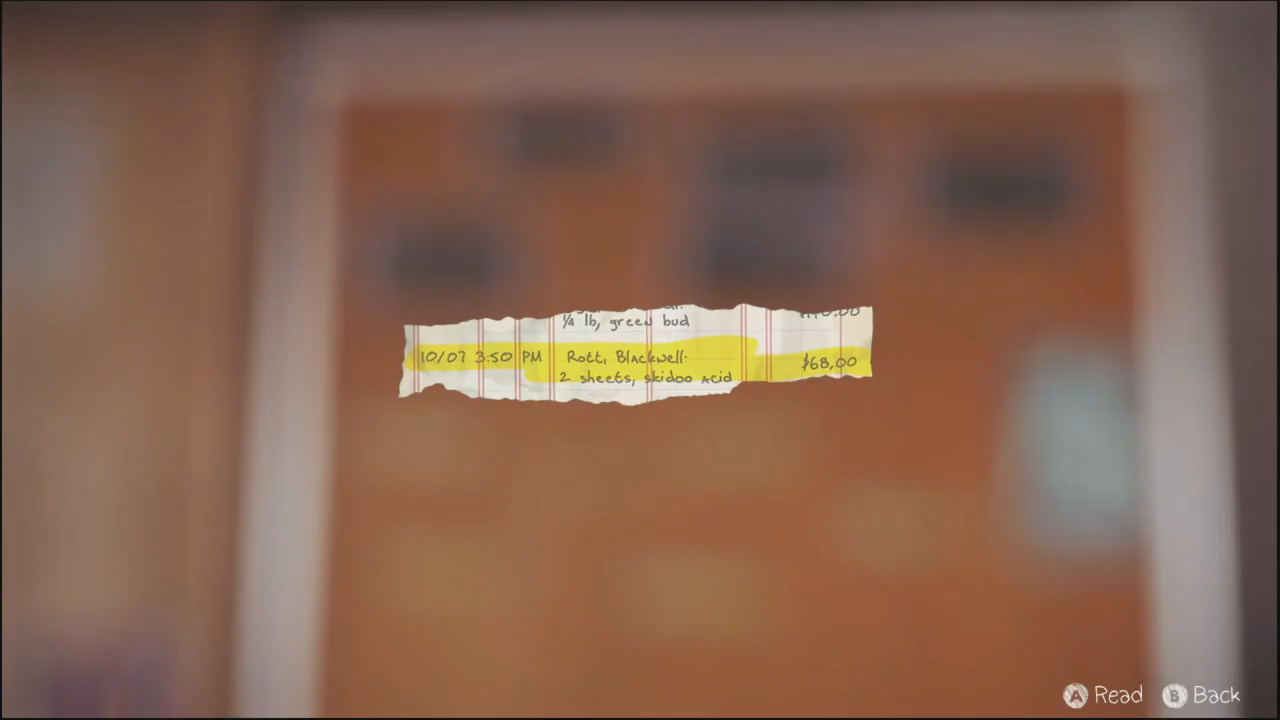 ¼ lb, green bud
10/07 3:50 PM Rott, Blackwell. $68,00
2 sheets, skidoo Acid
A Read B Back